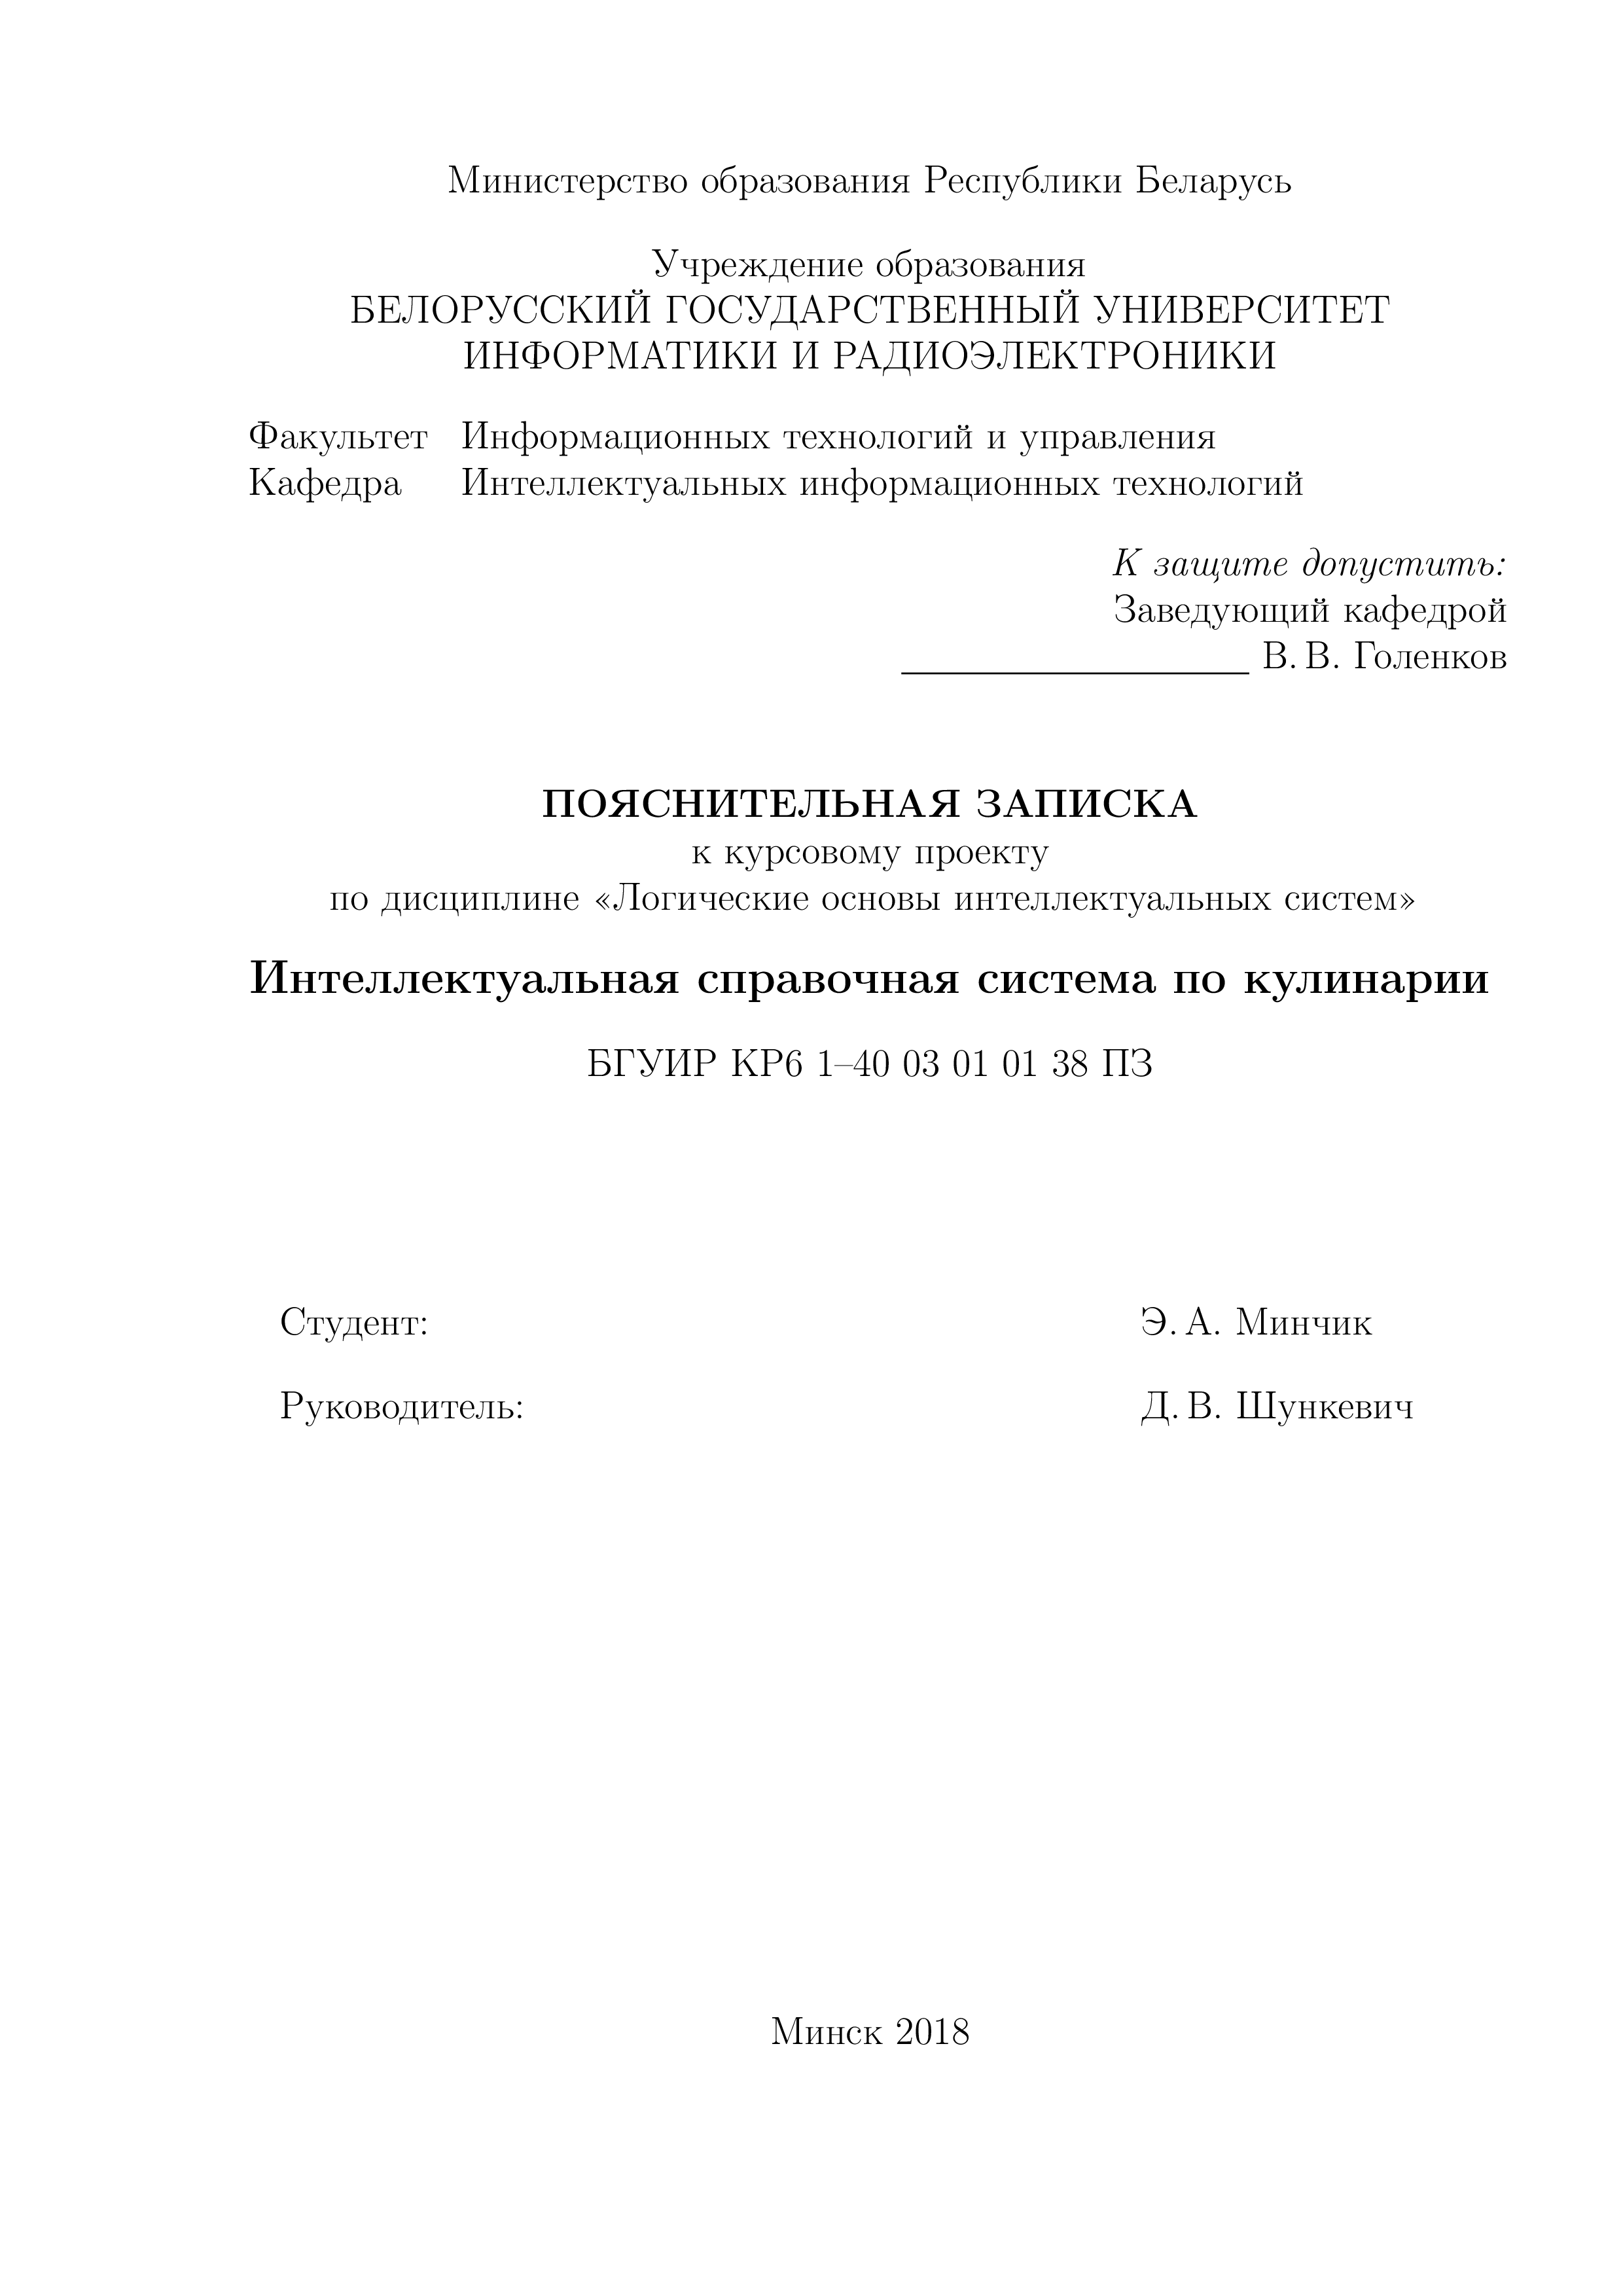 Министерство образования Республики Беларусь
Учреждение образования
БЕЛОРУССКИЙ ГОСУДАРСТВЕННЫЙ УНИВЕРСИТЕТ
ИНФОРМАТИКИ И РАДИОЭЛЕКТРОНИКИ
Факультет Информационных технологий и управления
Кафедра Интеллектуальных информационных технологий
К защите допустить:
Заведующий кафедрой
В. В. Голенков
ПОЯСНИТЕЛЬНАЯ ЗАПИСКА
к курсовому проекту
по дисциплине «Логические основы интеллектуальных систем»
Интеллектуальная справочная система по кулинарии
БГУИР КР6 1–40 03 01 01 38 ПЗ
Студент: Э. А. Минчик
Руководитель: Д. В. Шункевич
Минск 2018